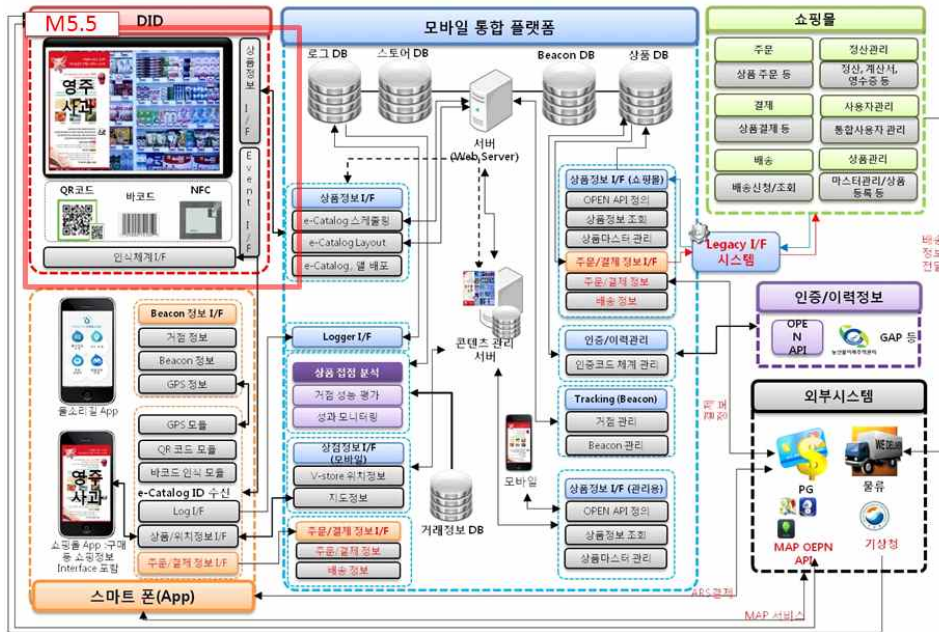 M5.5
DID
상품정보 I/F
Event I/F
영주
사과
QR코드
바코드
NFC
인식체계 I/F
모바일 통합 플랫폼
로그 DB
스토어 DB
Beacon DB
상품 DB
서버
(Web Server)
상품정보 I/F
e-Catalog 스케줄링
e-Catalog Layout
e-Catalog, 앱 배포
상품정보 I/F (쇼핑몰)
OPEN API 정의
상품정보 조회
상품마스터 관리
주문/결제 정보 I/F
주문/결제 정보
배송 정보
콘텐츠 관리
서버
Logger I/F
상품 접점 분석
거점 성능 평가
성과 모니터링
상점정보 I/F
(모바일)
V-store 위치정보
지도정보
주문/결제 정보 I/F
주문/결제 정보
배송 정보
거래정보 DB
모바일
인증/이력관리
인증코드 체계 관리
Tracking (Beacon)
거점 관리
Beacon 관리
상품정보 I/F (관리용)
OPEN API 정의
상품정보 조회
상품마스터 관리
쇼핑몰
주문
정산관리
상품 주문 등
정산, 계산서,
영수증 등
결제
사용자관리
상품결제 등
통합사용자 관리
배송
상품관리
배송신청/조회
마스터관리/상품
등록 등
Legacy I/F
시스템
인증/이력정보
OPE
N
API
GAP 등
외부시스템
PG
WE DELIVER
물류
MAP OEPN
API
기상청
Beacon 정보 I/F
거점 정보
Beacon 정보
GPS 정보
GPS 모듈
QR 코드 모듈
바코드 인식 모듈
e-Catalog ID 수신
Log I/F
상품/위치정보 I/F
주문/결제 정보 I/F
물소리길 App
영주
사과
쇼핑몰 App :구매
등 쇼핑정보
Interface 포함
스마트 폰(App)
ARS결제
MAP 서비스